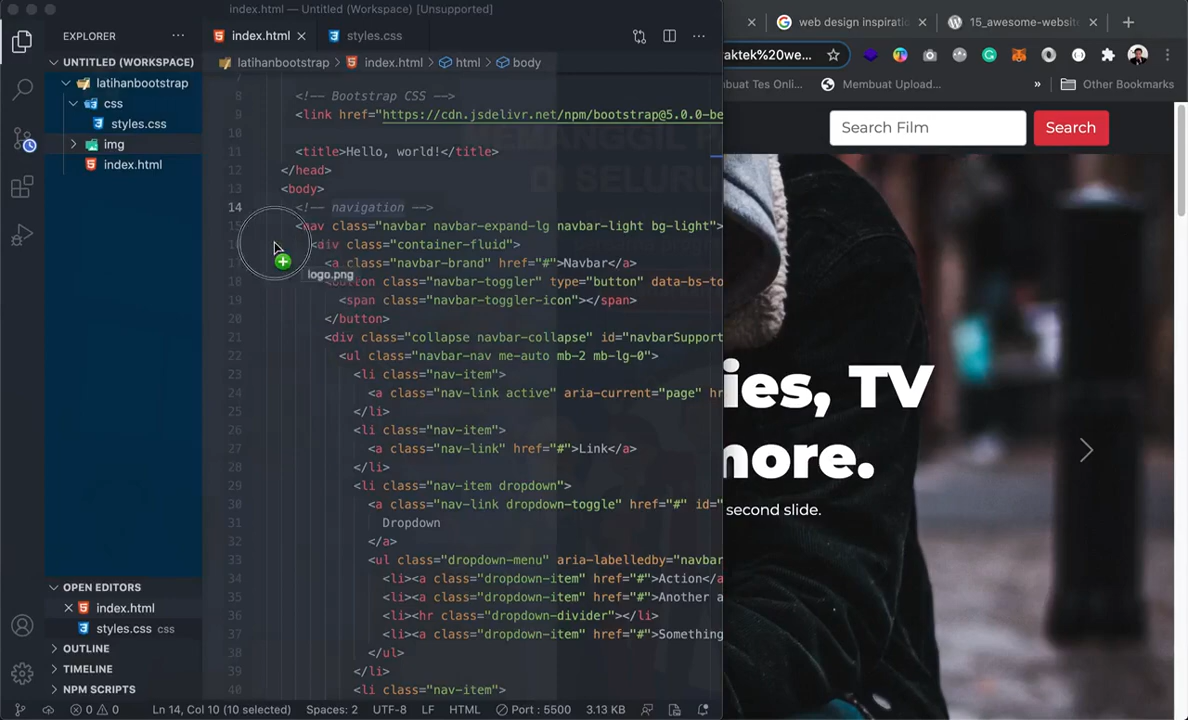 index.html — Untitled (Workspace) [Unsupported]
EXPLORER
UNTITLED (WORKSPACE)
latihanbootstrap
css
styles.css
img
index.html
OPEN EDITORS
index.html
styles.css css
OUTLINE
TIMELINE
NPM SCRIPTS
index.html
styles.css
latihanbootstrap > index.html > html > body
7
8 <!-- Bootstrap CSS -->
9 <link href="https://cdn.jsdelivr.net/npm/bootstrap@5.0.0-be
10
11 <title>Hello, world!</title>
12 </head>
13 <body>
14 <!-- navigation -->
15 <nav class="navbar navbar-expand-lg navbar-light bg-light">
16 <div class="container-fluid">
17 <a class="navbar-brand" href="#">Navbar</a>
18 <button class="navbar-toggler" type="button" data-bs-to
19 <span class="navbar-toggler-icon"></span>
20 </button>
21 <div class="collapse navbar-collapse" id="navbarSupport
22 <ul class="navbar-nav me-auto mb-2 mb-lg-0">
23 <li class="nav-item">
24 <a class="nav-link active" aria-current="page" hr
25 </li>
26 <li class="nav-item">
27 <a class="nav-link" href="#">Link</a>
28 </li>
29 <li class="nav-item dropdown">
30 <a class="nav-link dropdown-toggle" href="#" id="
31 Dropdown
32 </a>
33 <ul class="dropdown-menu" aria-labelledby="navbar
34 <li><a class="dropdown-item" href="#">Action</a
35 <li><a class="dropdown-item" href="#">Another a
36 <li><hr class="dropdown-divider"></li>
37 <li><a class="dropdown-item" href="#">Something
38 </ul>
39 </li>
40 <li class="nav-item">
logo.png
0 0
Ln 14, Col 10 (10 selected) Spaces: 2 UTF-8 LF HTML Port : 5500 3.13 KB
web design inspiratio
15_awesome-website
aktek%20we...
buatan Tes Onli...
Membuat Upload...
» Other Bookmarks
Search Film
Search
ies, TV
more.
second slide.